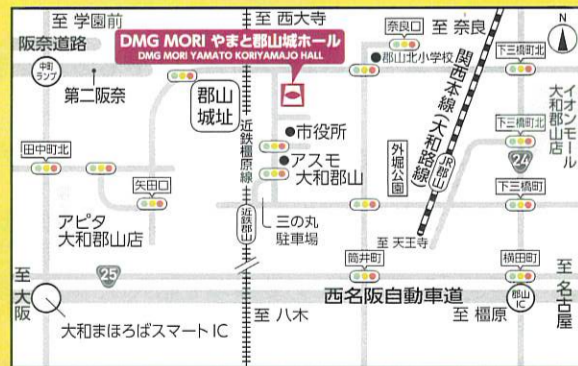 至 学園前
至 西大寺
奈良口
至 奈良
N
阪奈道路
DMG MORI やまと郡山城ホール
DMG MORI YAMATO KORIYAMAJO HALL
中町
ランプ
第二阪奈
郡山
城址
郡山北小学校
関西本線(大和路線)
下三橋町北
市役所
近鉄橿原線
アスモ
大和郡山
外堀公園
JR郡山
下三橋町北
24
イオンモール
大和郡山店
田中町北
矢田口
アピタ
大和郡山店
近鉄郡山
三の丸
駐車場
下三橋町
至 天王寺
至 大阪
25
筒井町
横田町
西名阪自動車道
郡山
IC
至 名古屋
大和まほろばスマートIC
至 八木
至 橿原